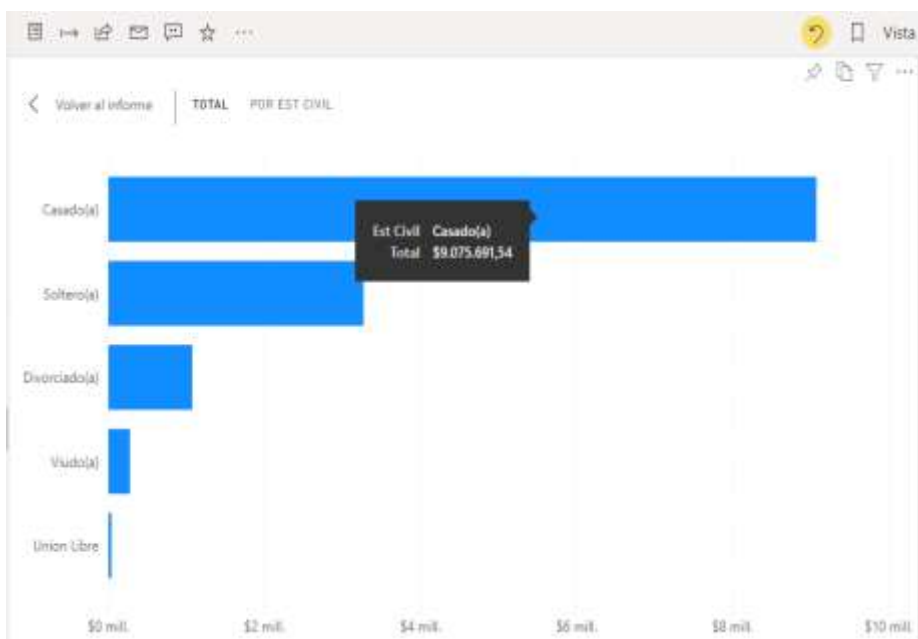 Vista
Volver al informe
TOTAL
POR EST CIVIL
Casado(a)
Est Civil Casado(a)
Total $9.075.691,54
Soltero(a)
Divorciado(a)
Viudo(a)
Union Libre
$0 mill. $2 mill. $4 mill. $6 mill. $8 mill. $10 mill.